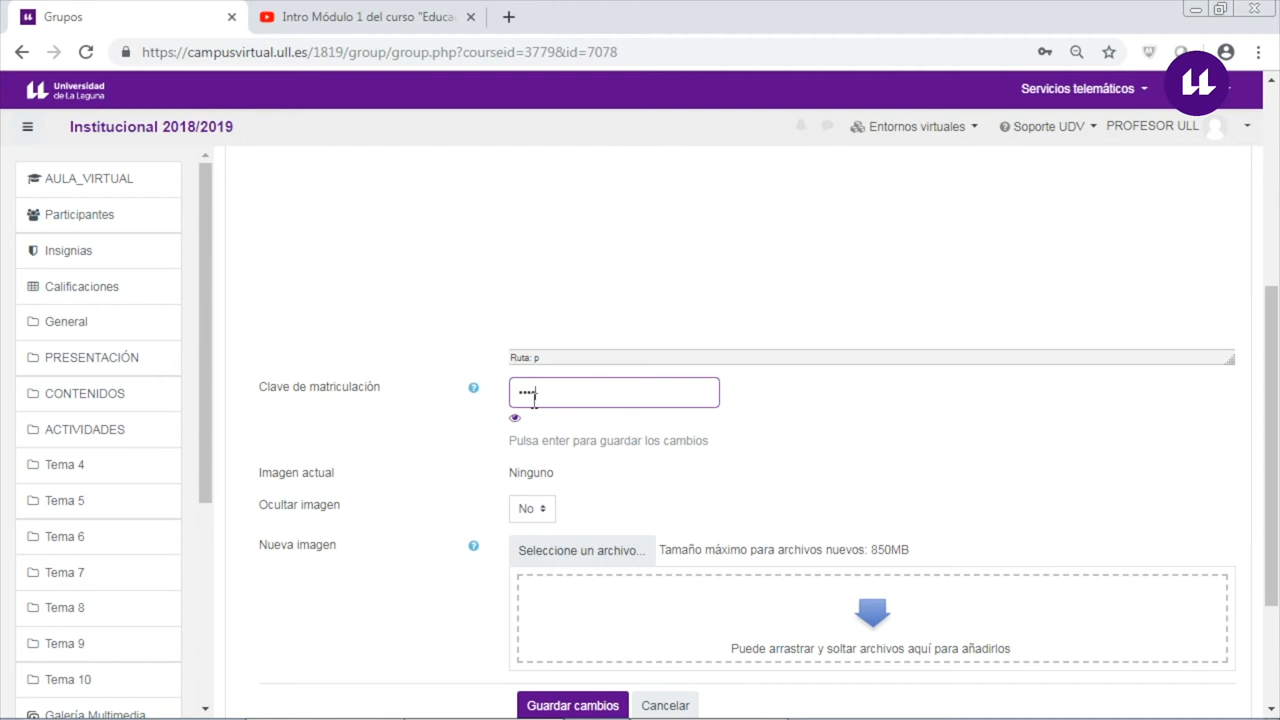 Grupos
Intro Módulo 1 del curso "Educa
https://campusvirtual.ull.es/1819/group/group.php?courseid=3779&id=7078
Universidad
de La Laguna
Servicios telemáticos
Institucional 2018/2019
Entornos virtuales
Soporte UDV
PROFESOR ULL
AULA_VIRTUAL
Participantes
Insignias
Calificaciones
General
PRESENTACIÓN
CONTENIDOS
ACTIVIDADES
Tema 4
Tema 5
Tema 6
Tema 7
Tema 8
Tema 9
Tema 10
Galería Multimedia
Ruta: p
Clave de matriculación
••••
Pulsa enter para guardar los cambios
Imagen actual
Ninguno
Ocultar imagen
No
Nueva imagen
Seleccione un archivo...
Tamaño máximo para archivos nuevos: 850MB
Puede arrastrar y soltar archivos aquí para añadirlos
Guardar cambios
Cancelar